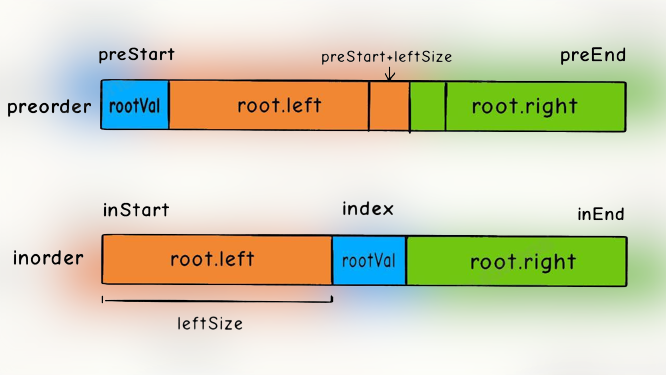 preStart
preStart+leftSize
preEnd
preorder
rootVal
root.left
root.right
inStart
index
inEnd
inorder
root.left
rootVal
root.right
leftSize